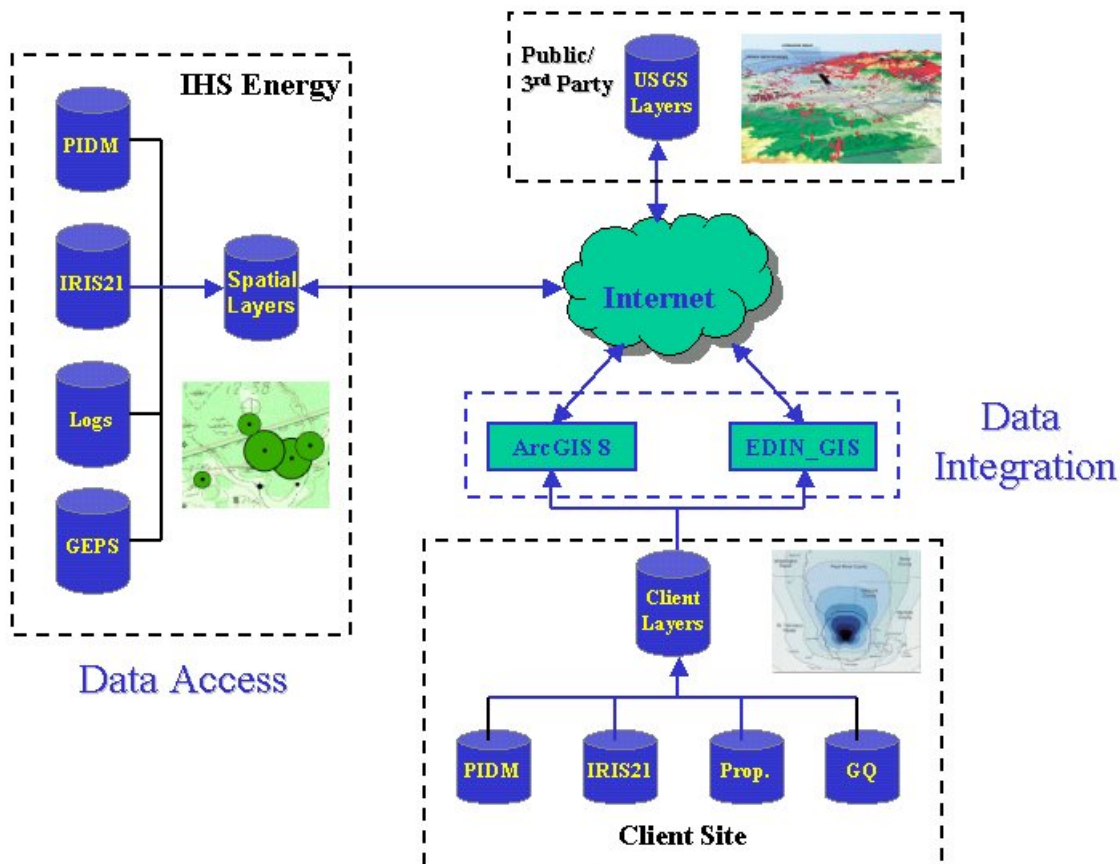 IHS Energy
PIDM
IRIS21
Logs
GEPS
Spatial
Layers
Data Access
Public/
3rd Party
USGS
Layers
Internet
ArcGIS 8
EDIN_GIS
Data
Integration
Client
Layers
PIDM
IRIS21
Prop.
GQ
Client Site